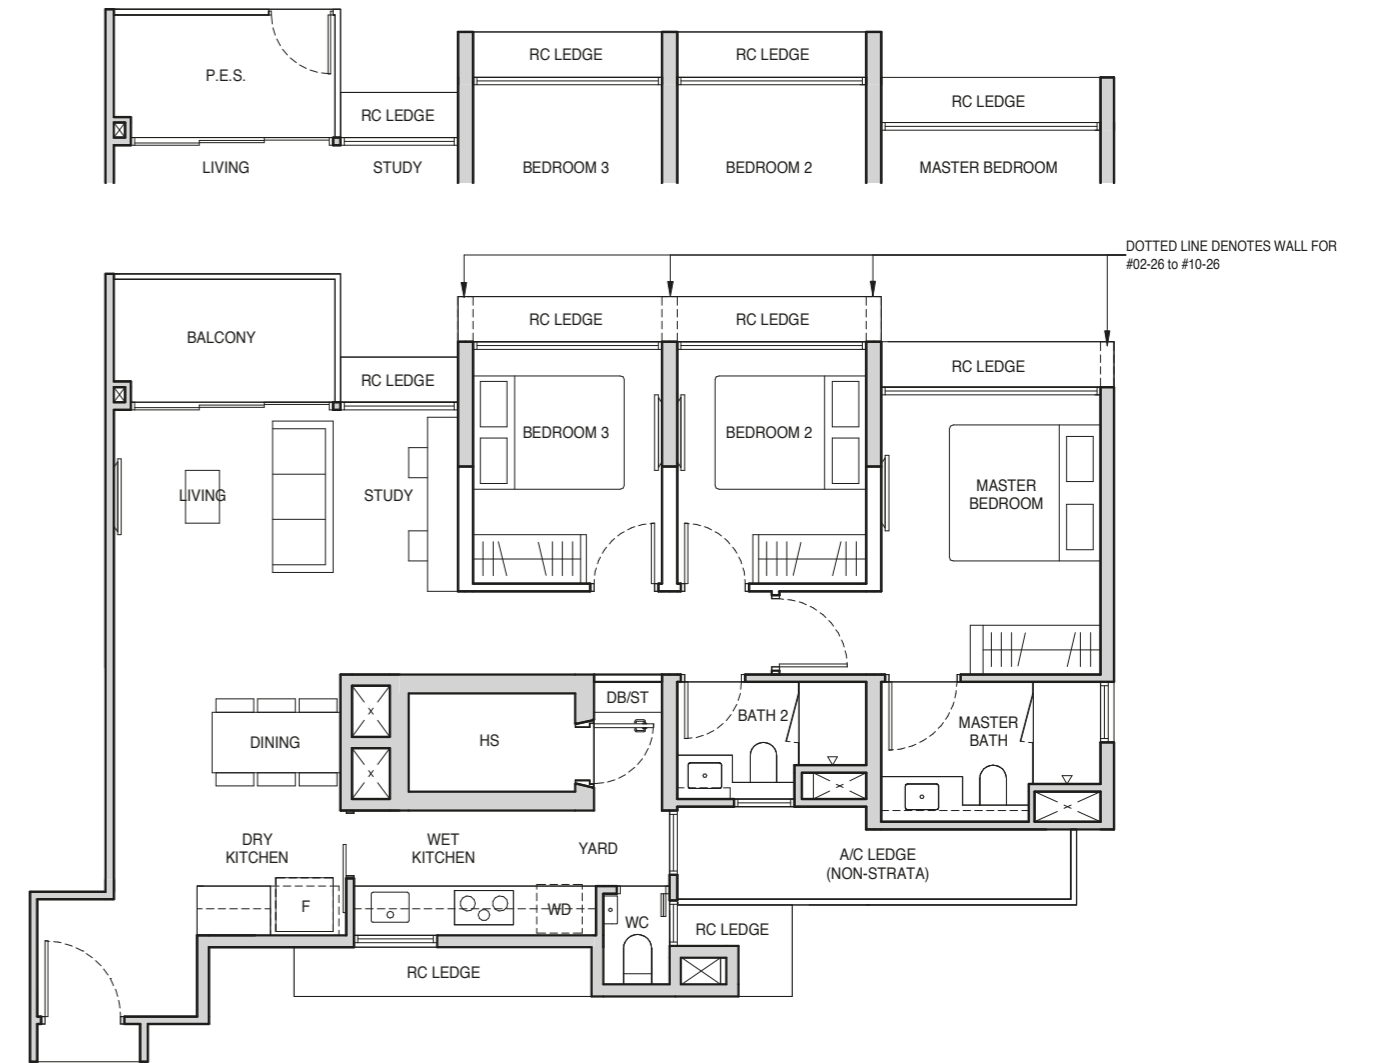 RC LEDGE
RC LEDGE
P.E.S.
RC LEDGE
RC LEDGE
LIVING
STUDY
BEDROOM 3
BEDROOM 2
MASTER BEDROOM
DOTTED LINE DENOTES WALL FOR
#02-26 to #10-26
RC LEDGE
RC LEDGE
BALCONY
RC LEDGE
RC LEDGE
BEDROOM 3
BEDROOM 2
LIVING
STUDY
MASTER
BEDROOM
DB/ST
DINING
HS
BATH 2
MASTER
BATH
DRY
KITCHEN
WET
KITCHEN
YARD
A/C LEDGE
(NON-STRATA)
F
WD
WC
RC LEDGE
RC LEDGE